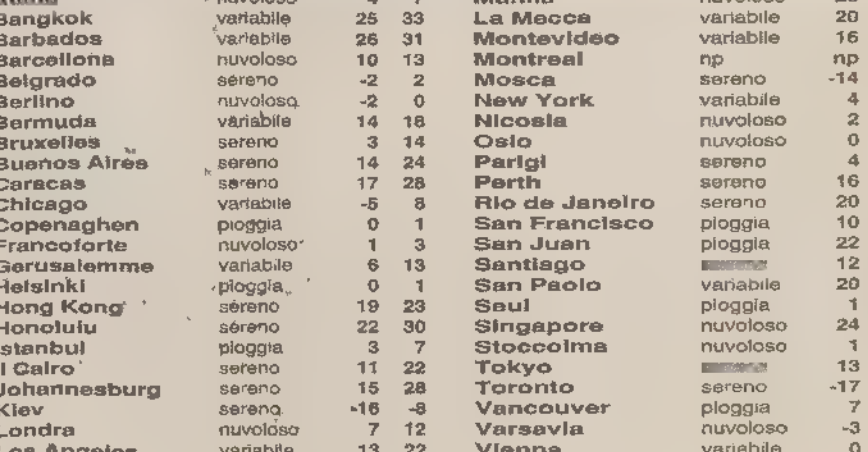 Bangkok variabile 25 33
Barbados variabile 26 31
Barcellona nuvoloso 10 13
Belgrado sereno -2 2
Berlino nuvoloso -2 0
Bermuda variabile 14 18
Bruxelles sereno 3 14
Buenos Aires sereno 14 24
Caracas sereno 17 28
Chicago variabile -5 8
Copenaghen pioggia 0 1
Francoforte nuvoloso 1 3
Gerusalemme variabile 6 13
Helsinki pioggia 0 1
Hong Kong sereno 19 23
Honolulu sereno 22 30
Istanbul pioggia 3 7
Il Cairo sereno 11 22
Johannesburg sereno 15 28
Kiev sereno -16 -8
Londra nuvoloso 7 12
Los Angeles variabile 13 22
La Mecca variabile 20
Montevideo variabile 16
Montreal np np
Mosca sereno -14
New York variabile 4
Nicosia nuvoloso 2
Oslo nuvoloso 0
Parigi sereno 4
Perth sereno 16
Rio de Janeiro sereno 20
San Francisco pioggia 10
San Juan pioggia 22
Santiago 12
San Paolo variabile 20
Seul pioggia 1
Singapore nuvoloso 24
Stoccolma nuvoloso 1
Tokyo 13
Toronto sereno -17
Vancouver pioggia 7
Varsavia nuvoloso -3
Vienna variabile 0